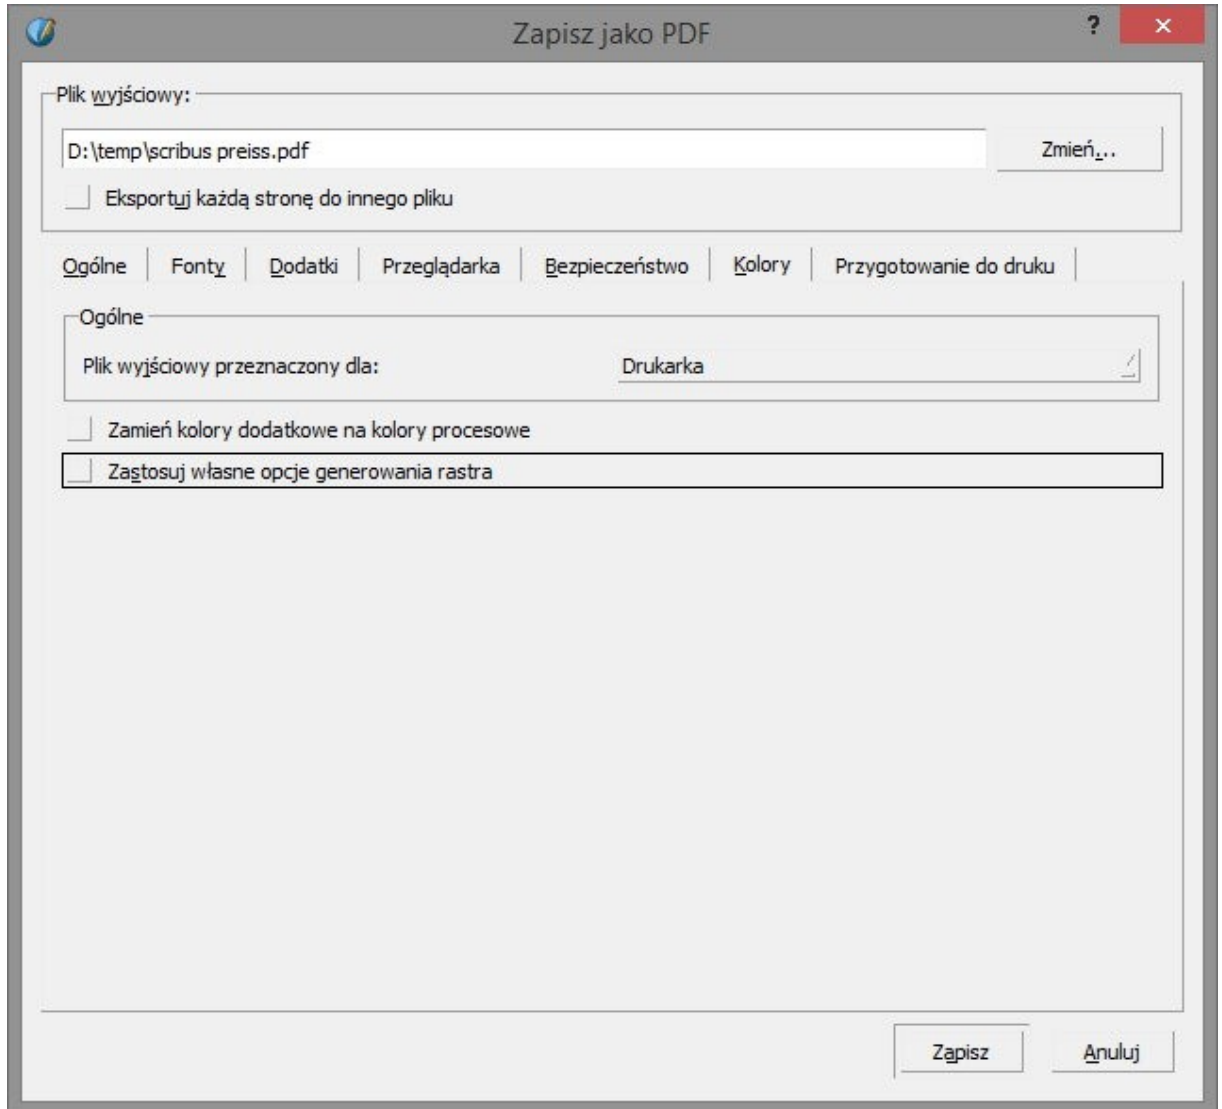 Zapisz jako PDF ? ×
Plik wyjściowy:
D:\temp\scribus preiss.pdf Zmień...
Eksportuj każdą stronę do innego pliku
Ogólne Fonty Dodatki Przeglądarka Bezpieczeństwo Kolory Przygotowanie do druku
Ogólne
Plik wyjściowy przeznaczony dla: Drukarka
Zamień kolory dodatkowe na kolory procesowe
Zastosuj własne opcje generowania rastra
Zapisz Anuluj